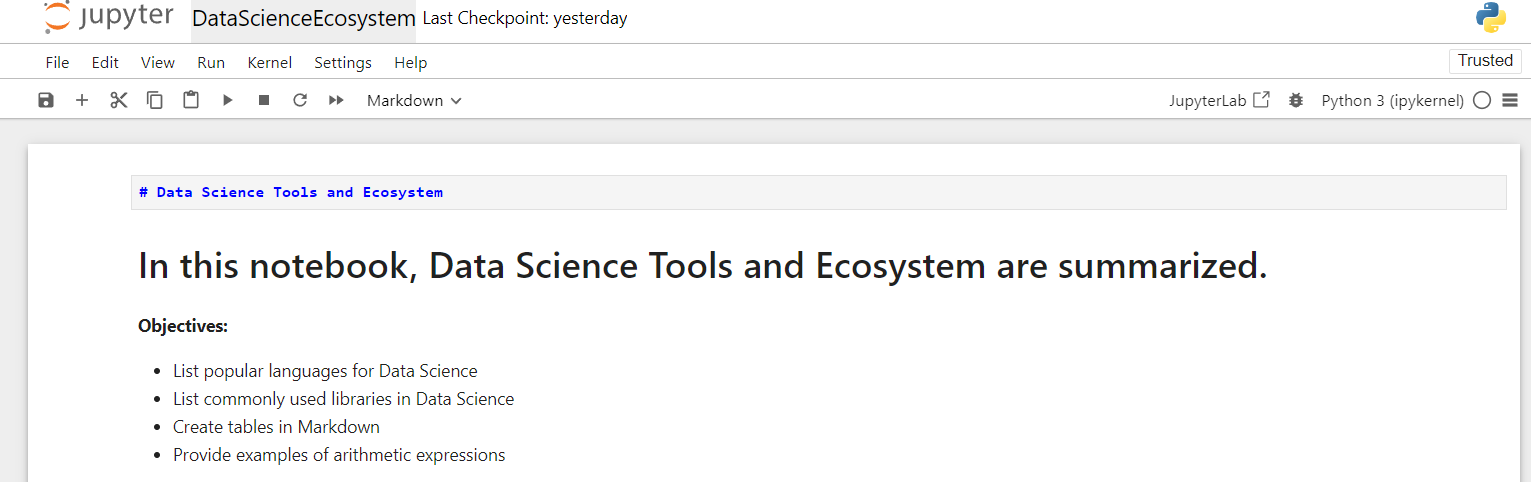 jupyter DataScienceEcosystem Last Checkpoint: yesterday
File Edit View Run Kernel Settings Help Trusted
Markdown JupyterLab Python 3 (ipykernel)
# Data Science Tools and Ecosystem
In this notebook, Data Science Tools and Ecosystem are summarized.
Objectives:
• List popular languages for Data Science
• List commonly used libraries in Data Science
• Create tables in Markdown
• Provide examples of arithmetic expressions